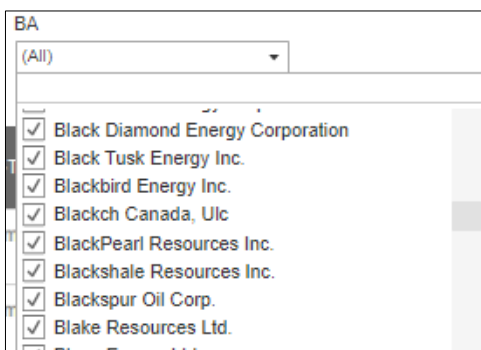 BA
(All)
Black Diamond Energy Corporation
Black Tusk Energy Inc.
Blackbird Energy Inc.
Blackch Canada, Ulc
BlackPearl Resources Inc.
Blackshale Resources Inc.
Blackspur Oil Corp.
Blake Resources Ltd.